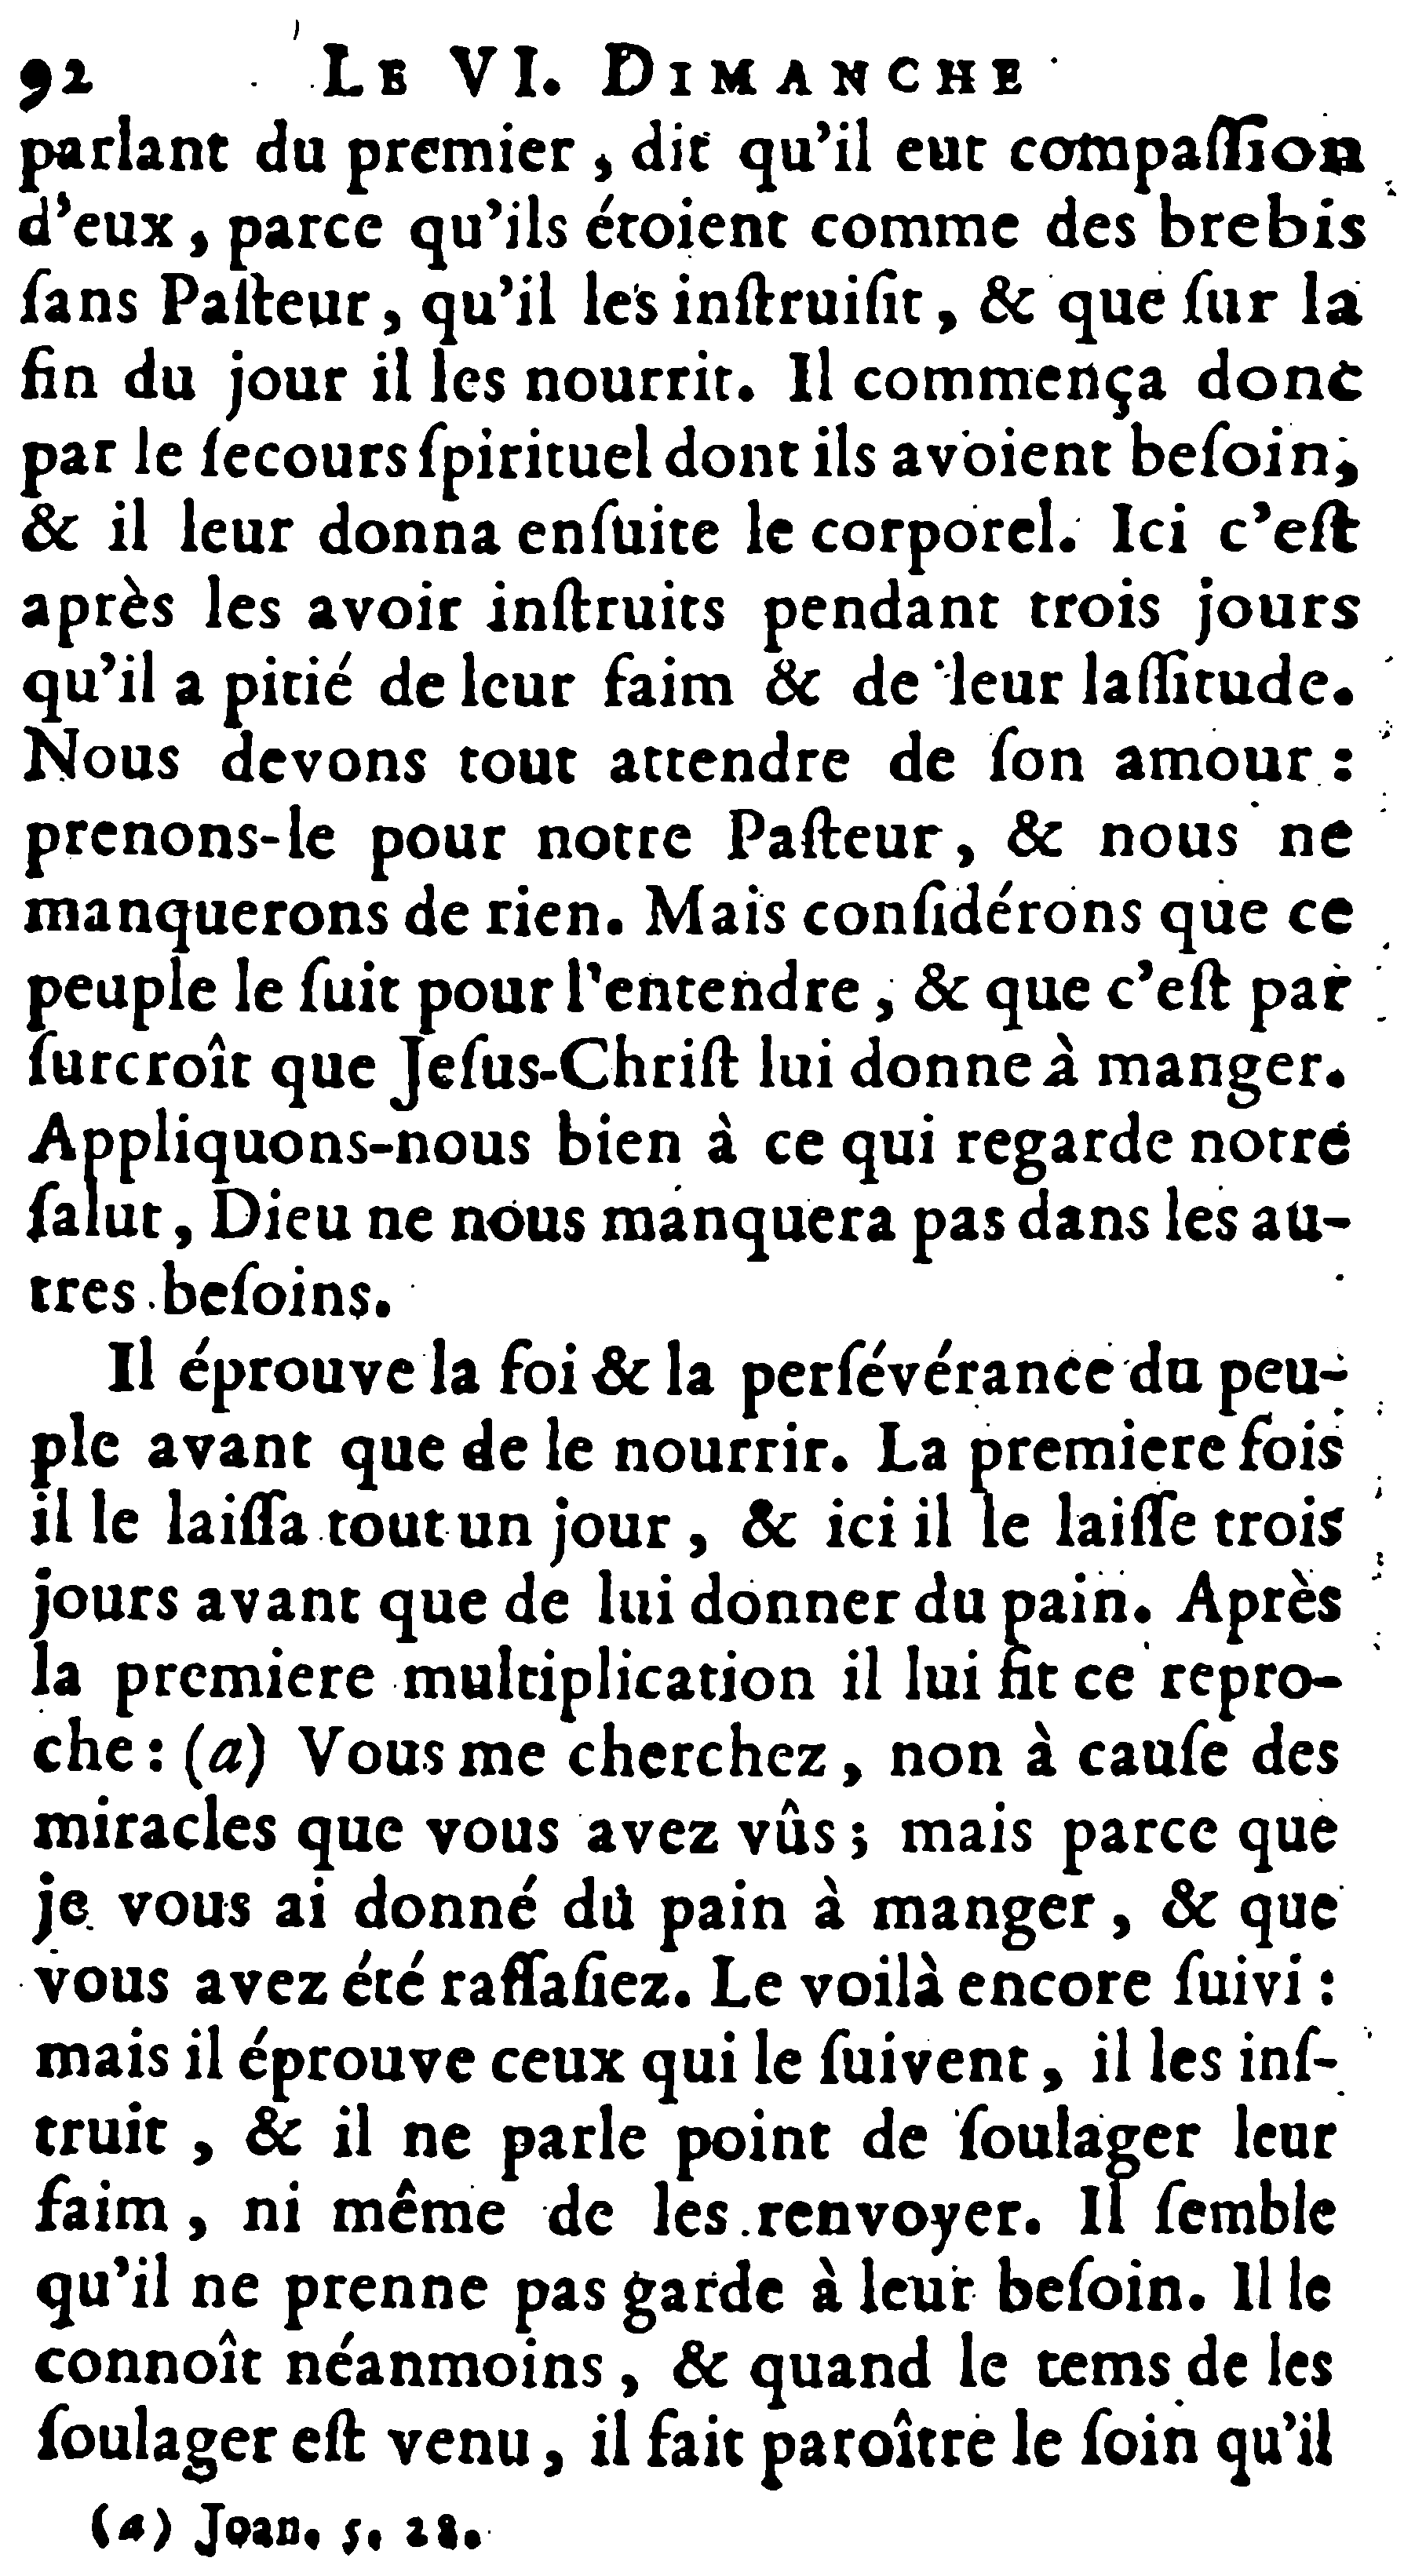 92 LE VI. DIMANCHE
parlant du premier, dit qu'il eut compaſſion
d'eux, parce qu'ils étoient comme des brebis
ſans Paſteur, qu'il les inſtruiſit, & que ſur la
fin du jour il les nourrit. Il commença donc
par le ſecours ſpirituel dont ils avoient beſoin,
& il leur donna enſuite le corporel. Ici c'eſt
après les avoir inſtruits pendant trois jours
qu'il a pitié de leur faim & de leur laſſitude.
Nous devons tout attendre de ſon amour :
prenons-le pour notre Paſteur, & nous ne
manquerons de rien. Mais conſidérons que ce
peuple le ſuit pour l'entendre, & que c'eſt par
ſurcroît que Jeſus-Chriſt lui donne à manger.
Appliquons-nous bien à ce qui regarde notre
ſalut, Dieu ne nous manquera pas dans les au-
tres beſoins.
Il éprouve la foi & la perſévérance du peu-
ple avant que de le nourrir. La premiere fois
il le laiſſa tout un jour, & ici il le laiſſe trois
jours avant que de lui donner du pain. Après
la premiere multiplication il lui fit ce repro-
che : (a) Vous me cherchez, non à cauſe des
miracles que vous avez vûs ; mais parce que
je vous ai donné du pain à manger, & que
vous avez été raſſaſiez. Le voilà encore ſuivi :
mais il éprouve ceux qui le ſuivent, il les inſ-
truit, & il ne parle point de ſoulager leur
faim, ni même de les renvoyer. Il ſemble
qu'il ne prenne pas garde à leur beſoin. Il le
connoît néanmoins, & quand le tems de les
ſoulager eſt venu, il fait paroître le ſoin qu'il
(a) Joan. 5. 28.